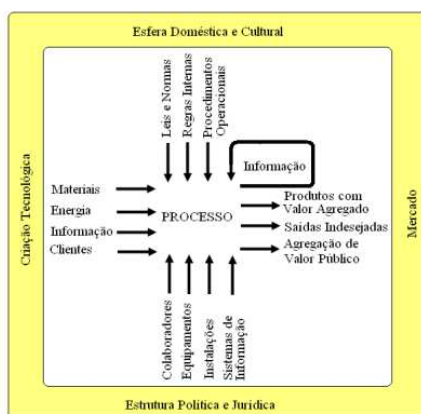 Esfera Doméstica e Cultural
Criação Tecnológica
Leis e Normas
Regras Internas
Procedimentos
Operacionais
Informação
Materiais
Energia
Informação
Clientes
PROCESSO
Produtos com
Valor Agregado
Saídas Indesejadas
Agregação de
Valor Público
Mercado
Colaboradores
Equipamentos
Instalações
Sistemas de
Informação
Estrutura Política e Jurídica